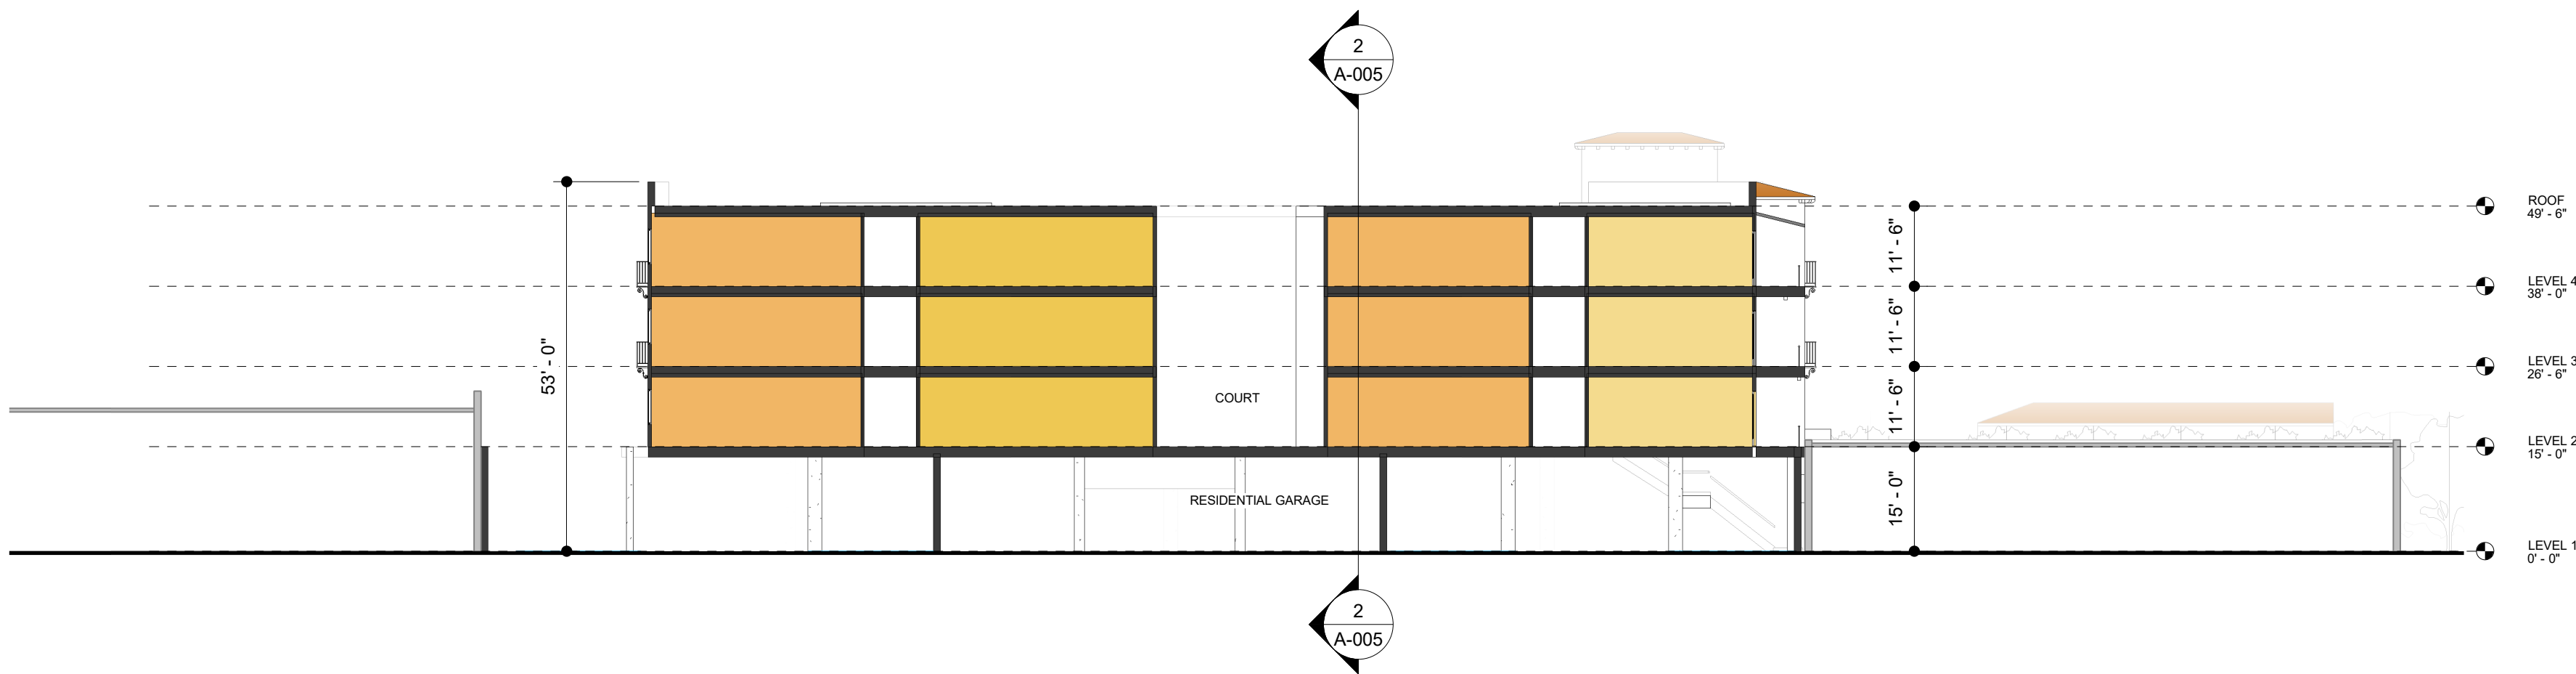 2
A-005
ROOF
49' - 6"
11' - 6"
LEVEL 4
38' - 0"
11' - 6"
53' - 0"
LEVEL 3
26' - 6"
COURT
11' - 6"
LEVEL 2
15' - 0"
RESIDENTIAL GARAGE
15' - 0"
LEVEL 1
0' - 0"
2
A-005